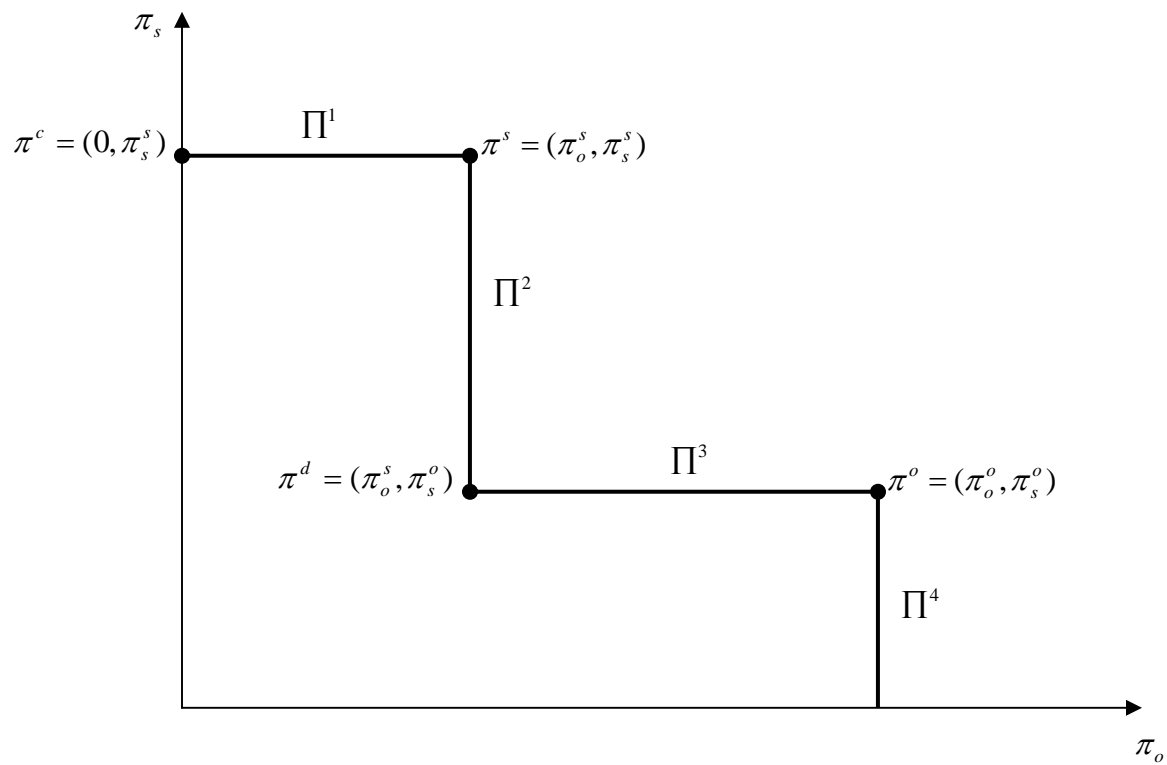 π_s
∏^1
π^c = (0, π_s^s)
π^s = (π_o^s, π_s^s)
∏^2
∏^3
π^d = (π_o^s, π_s^o)
π^o = (π_o^o, π_s^o)
∏^4
π_o